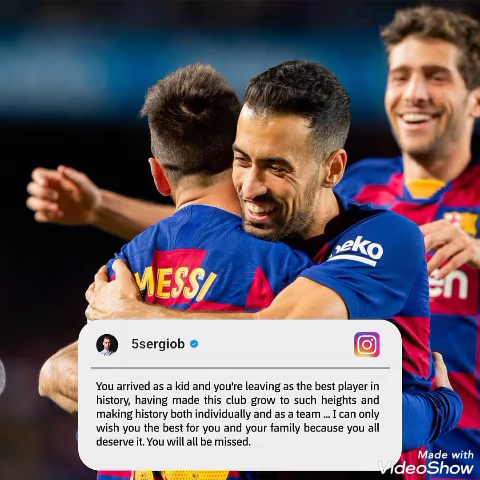 MESSI
beko
en
5sergiob
You arrived as a kid and you're leaving as the best player in
history, having made this club grow to such heights and
making history both individually and as a team ... I can only
wish you the best for you and your family because you all
deserve it. You will all be missed.
Made with
VideoShow